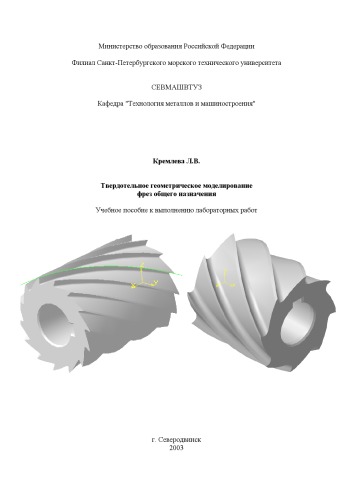 Министерство образования Российской Федерации
Филиал Санкт-Петербургского морского технического университета
СЕВМАШВТУЗ
Кафедра "Технология металлов и машиностроения"
Кремлева Л.В.
Твердотельное геометрическое моделирование
фрез общего назначения
Учебное пособие к выполнению лабораторных работ
г. Северодвинск
2003